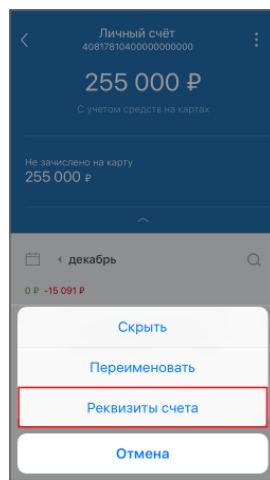 Личный счёт
40817810400000000000
255 000 ₽
С учетом средств на картах
Не зачислено на карту
255 000 ₽
декабрь
0 ₽ -15 091 ₽
Скрыть
Переименовать
Реквизиты счета
Отмена